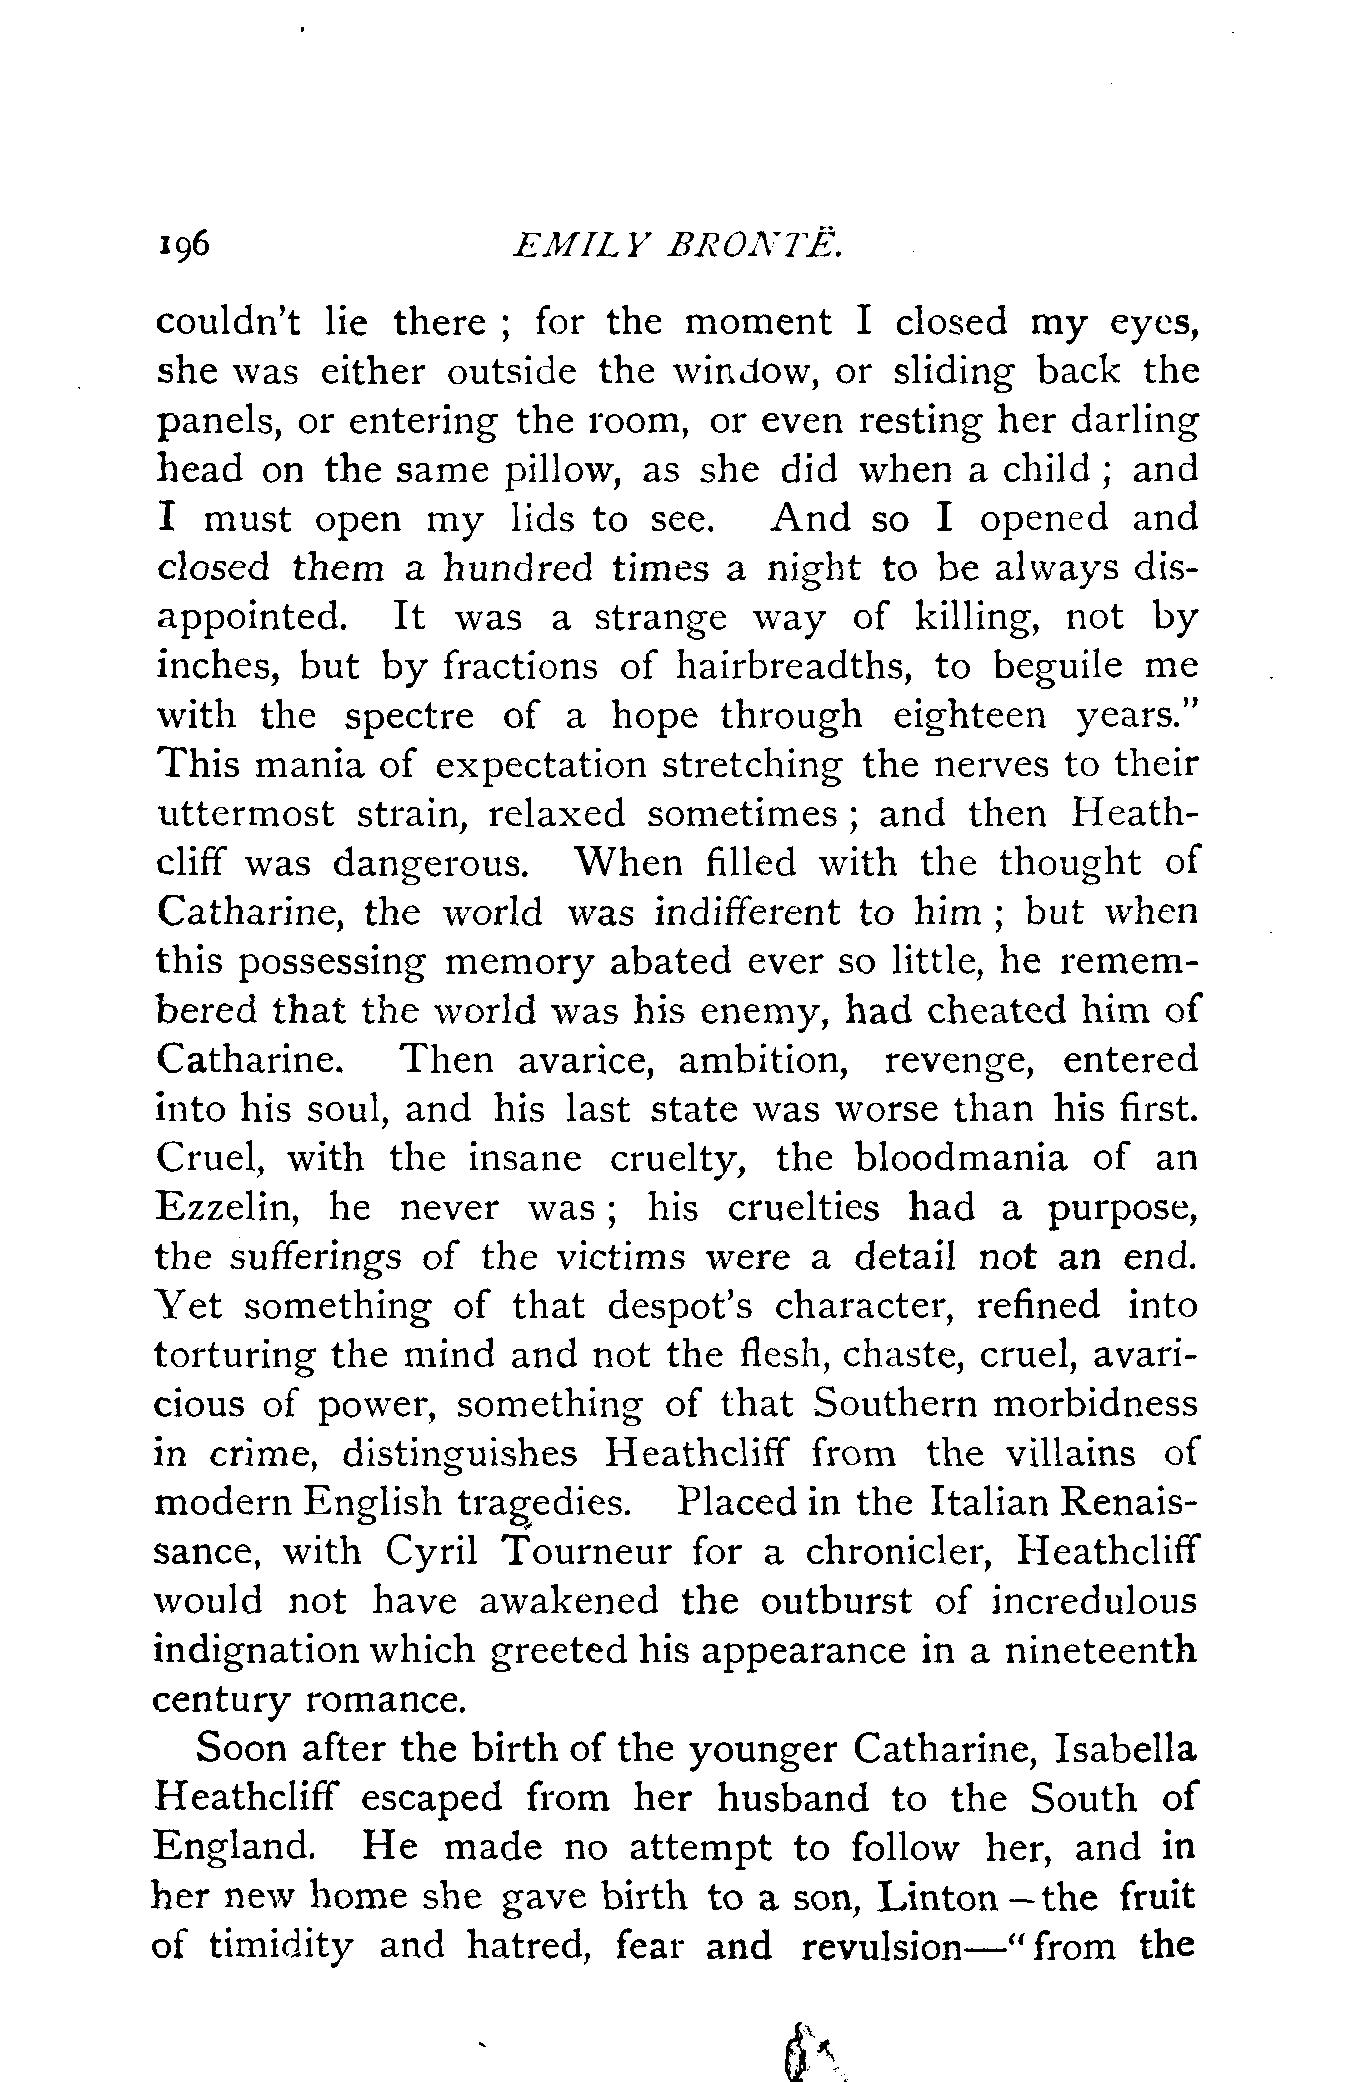 196 EMILY BRONTË.
couldn't lie there ; for the moment I closed my eyes,
she was either outside the window, or sliding back the
panels, or entering the room, or even resting her darling
head on the same pillow, as she did when a child ; and
I must open my lids to see. And so I opened and
closed them a hundred times a night to be always dis-
appointed. It was a strange way of killing, not by
inches, but by fractions of hairbreadths, to beguile me
with the spectre of a hope through eighteen years."
This mania of expectation stretching the nerves to their
uttermost strain, relaxed sometimes ; and then Heath-
cliff was dangerous. When filled with the thought of
Catharine, the world was indifferent to him ; but when
this possessing memory abated ever so little, he remem-
bered that the world was his enemy, had cheated him of
Catharine. Then avarice, ambition, revenge, entered
into his soul, and his last state was worse than his first.
Cruel, with the insane cruelty, the bloodmania of an
Ezzelin, he never was ; his cruelties had a purpose,
the sufferings of the victims were a detail not an end.
Yet something of that despot's character, refined into
torturing the mind and not the flesh, chaste, cruel, avari-
cious of power, something of that Southern morbidness
in crime, distinguishes Heathcliff from the villains of
modern English tragedies. Placed in the Italian Renais-
sance, with Cyril Tourneur for a chronicler, Heathcliff
would not have awakened the outburst of incredulous
indignation which greeted his appearance in a nineteenth
century romance.
Soon after the birth of the younger Catharine, Isabella
Heathcliff escaped from her husband to the South of
England. He made no attempt to follow her, and in
her new home she gave birth to a son, Linton –the fruit
of timidity and hatred, fear and revulsion—"from the